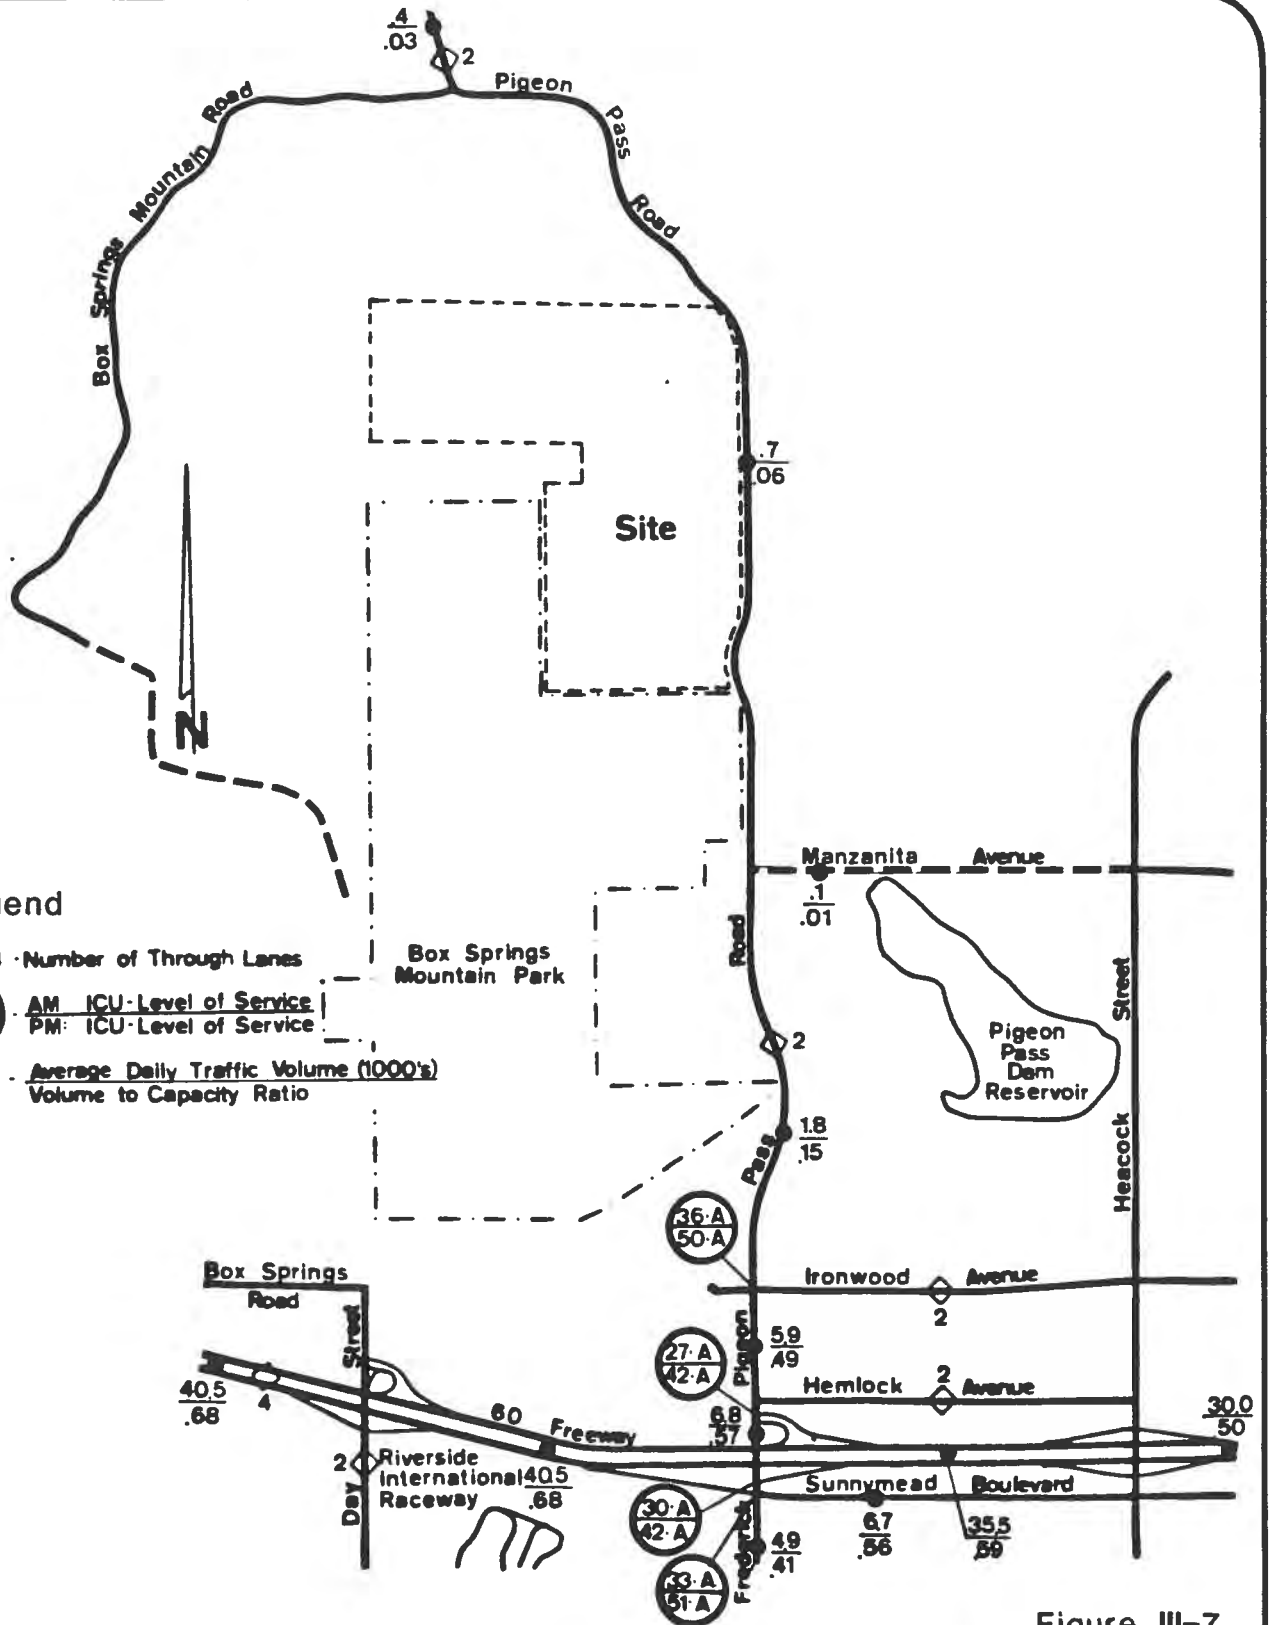 .4
.03
2
Pigeon
Pass
Road
Box Springs Mountain Road
.7
.06
Site
N
Manzanita Avenue
.1
.01
Road
Box Springs
Mountain Park
Number of Through Lanes
AM ICU-Level of Service
PM: ICU-Level of Service
Average Daily Traffic Volume (1000's)
Volume to Capacity Ratio
2
Pigeon
Pass
Dam
Reservoir
Heacock Street
1.8
.15
Pass
36·A
50·A
Box Springs
Road
Ironwood Avenue
2
Street
5.9
.49
27·A
42·A
Pigeon
2
Hemlock Avenue
40.5
.68
4
60 Freeway
6.8
.57
30.0
.50
2
Riverside
International
Raceway
40.5
.68
Day
Sunnymead Boulevard
30·A
42·A
6.7
.56
35.5
.59
4.9
.41
Frederick
33·A
51·A
Figure III-7